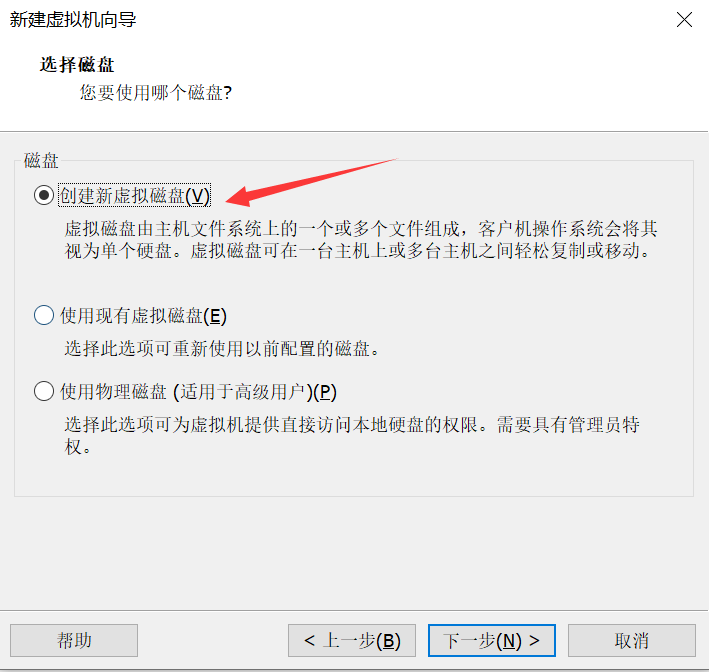 新建虚拟机向导
选择磁盘
您要使用哪个磁盘?
磁盘
创建新虚拟磁盘(V)
虚拟磁盘由主机文件系统上的一个或多个文件组成，客户机操作系统会将其
视为单个硬盘。虚拟磁盘可在一台主机上或多台主机之间轻松复制或移动。
使用现有虚拟磁盘(E)
选择此选项可重新使用以前配置的磁盘。
使用物理磁盘 (适用于高级用户)(P)
选择此选项可为虚拟机提供直接访问本地硬盘的权限。需要具有管理员特
权。
帮助
< 上一步(B)
下一步(N) >
取消